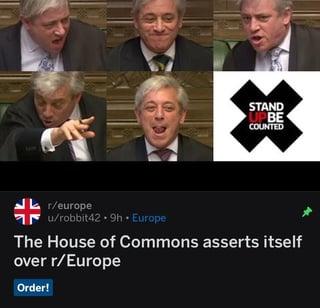 STAND
UP BE
COUNTED
r/europe
u/robbit42 • 9h • Europe
The House of Commons asserts itself
over r/Europe
Order!